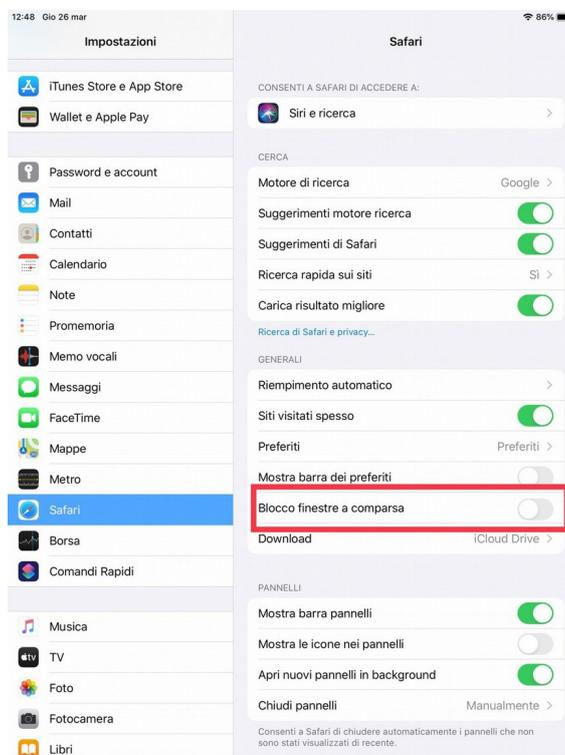 12:48 Gio 26 mar
86%
Impostazioni
iTunes Store e App Store
Wallet e Apple Pay
Password e account
Mail
Contatti
Calendario
Note
Promemoria
Memo vocali
Messaggi
FaceTime
Mappe
Metro
Safari
Borsa
Comandi Rapidi
Musica
tv
TV
Foto
Fotocamera
Libri
Safari
CONSENTI A SAFARI DI ACCEDERE A:
Siri e ricerca
CERCA
Motore di ricerca Google
Suggerimenti motore ricerca
Suggerimenti di Safari
Ricerca rapida sui siti Sì
Carica risultato migliore
Ricerca di Safari e privacy...
GENERALI
Riempimento automatico
Siti visitati spesso
Preferiti Preferiti
Mostra barra dei preferiti
Blocco finestre a comparsa
Download iCloud Drive
PANNELLI
Mostra barra pannelli
Mostra le icone nei pannelli
Apri nuovi pannelli in background
Chiudi pannelli Manualmente
Consenti a Safari di chiudere automaticamente i pannelli che non
sono stati visualizzati di recente.